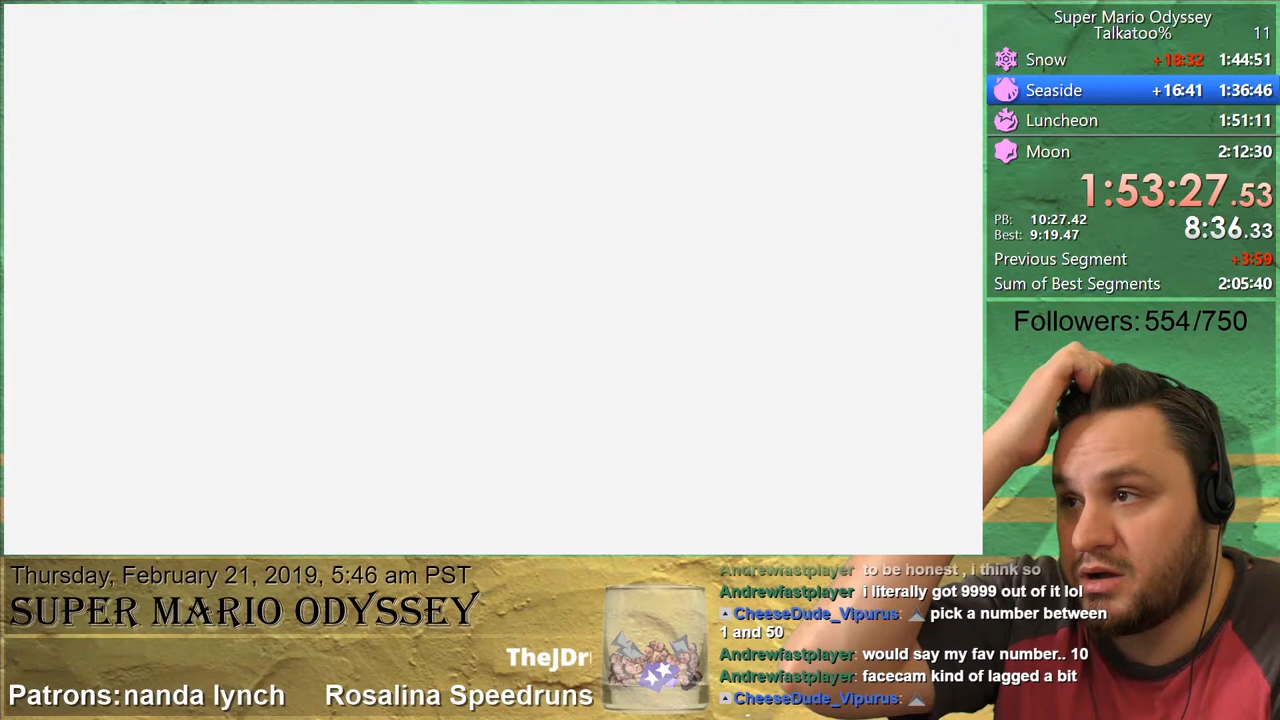 Super Mario Odyssey
Talkatoo% 11
Snow +18:32 1:44:51
Seaside +16:41 1:36:46
Luncheon 1:51:11
Moon 2:12:30
1:53:27.53
PB: 10:27.42
Best: 9:19.47
8:36.33
Previous Segment +3:59
Sum of Best Segments 2:05:40
Followers: 554/750
Thursday, February 21, 2019, 5:46 am PST
SUPER MARIO ODYSSEY
TheJDr
Patrons: nanda lynch Rosalina Speedruns
Andrewfastplayer to be honest , i think so
Andrewfastplayer i literally got 9999 out of it lol
CheeseDude_Vipurus: pick a number between
1 and 50
Andrewfastplayer: would say my fav number.. 10
Andrewfastplayer: facecam kind of lagged a bit
CheeseDude_Vipurus: